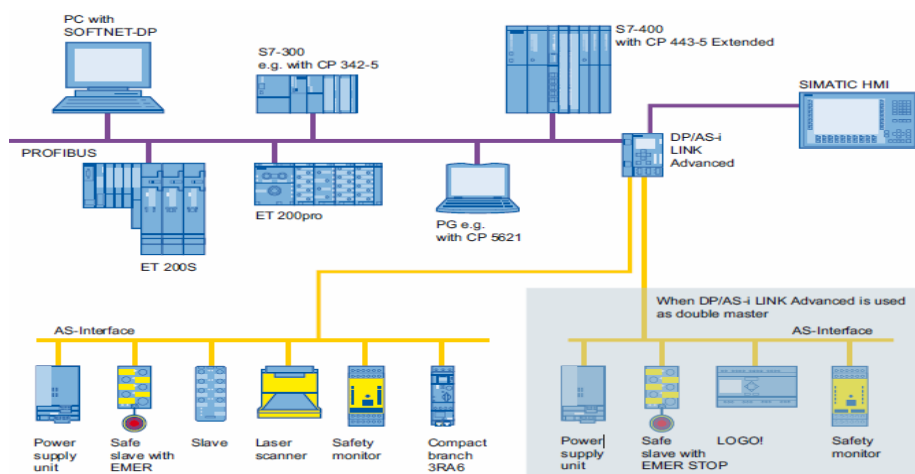 PC with
SOFTNET-DP
S7-300
e.g. with CP 342-5
S7-400
with CP 443-5 Extended
SIMATIC HMI
PROFIBUS
DP/AS-i
LINK
Advanced
ET 200S
ET 200pro
PG e.g.
with CP 5621
When DP/AS-i LINK Advanced is used
as double master
AS-Interface
AS-Interface
Power
supply
unit
Safe
slave with
EMER
Slave
Laser
scanner
Safety
monitor
Compact
branch
3RA6
Power
supply
unit
Safe
slave with
EMER STOP
LOGO!
Safety
monitor